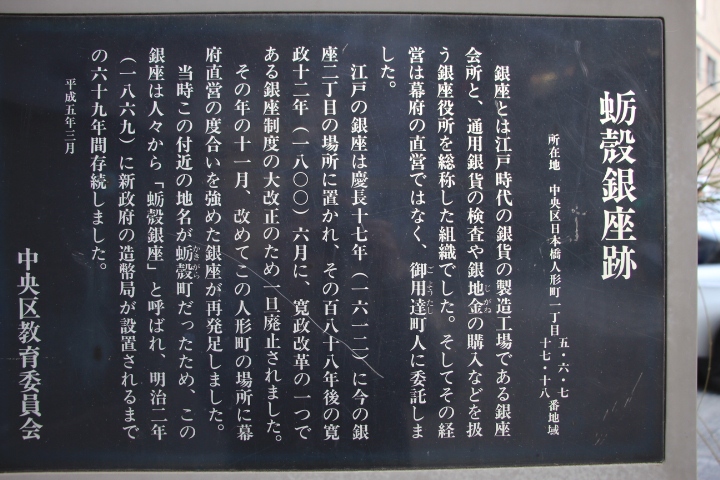 蛎殻銀座跡
所在地　中央区日本橋人形町一丁目 五・六・七 十七・十八 番地域
銀座とは江戸時代の銀貨の製造工場である銀座
会所と、通用銀貨の検査や銀地金の購入などを扱
う銀座役所を総称した組織でした。そしてその経
営は幕府の直営ではなく、御用達町人に委託しま
した。
江戸の銀座は慶長十七年（一六一二）に今の銀
座二丁目の場所に置かれ、その百八十八年後の寛
政十二年（一八〇〇）六月に、寛政改革の一つで
ある銀座制度の大改正のため一旦廃止されました。
その年の十一月、改めてこの人形町の場所に幕
府直営の度合いを強めた銀座が再発足しました。
当時この付近の地名が蛎殻町だったため、この
銀座は人々から「蛎殻銀座」と呼ばれ、明治二年
（一八六九）に新政府の造幣局が設置されるまで
の六十九年間存続しました。
平成五年三月
中央区教育委員会